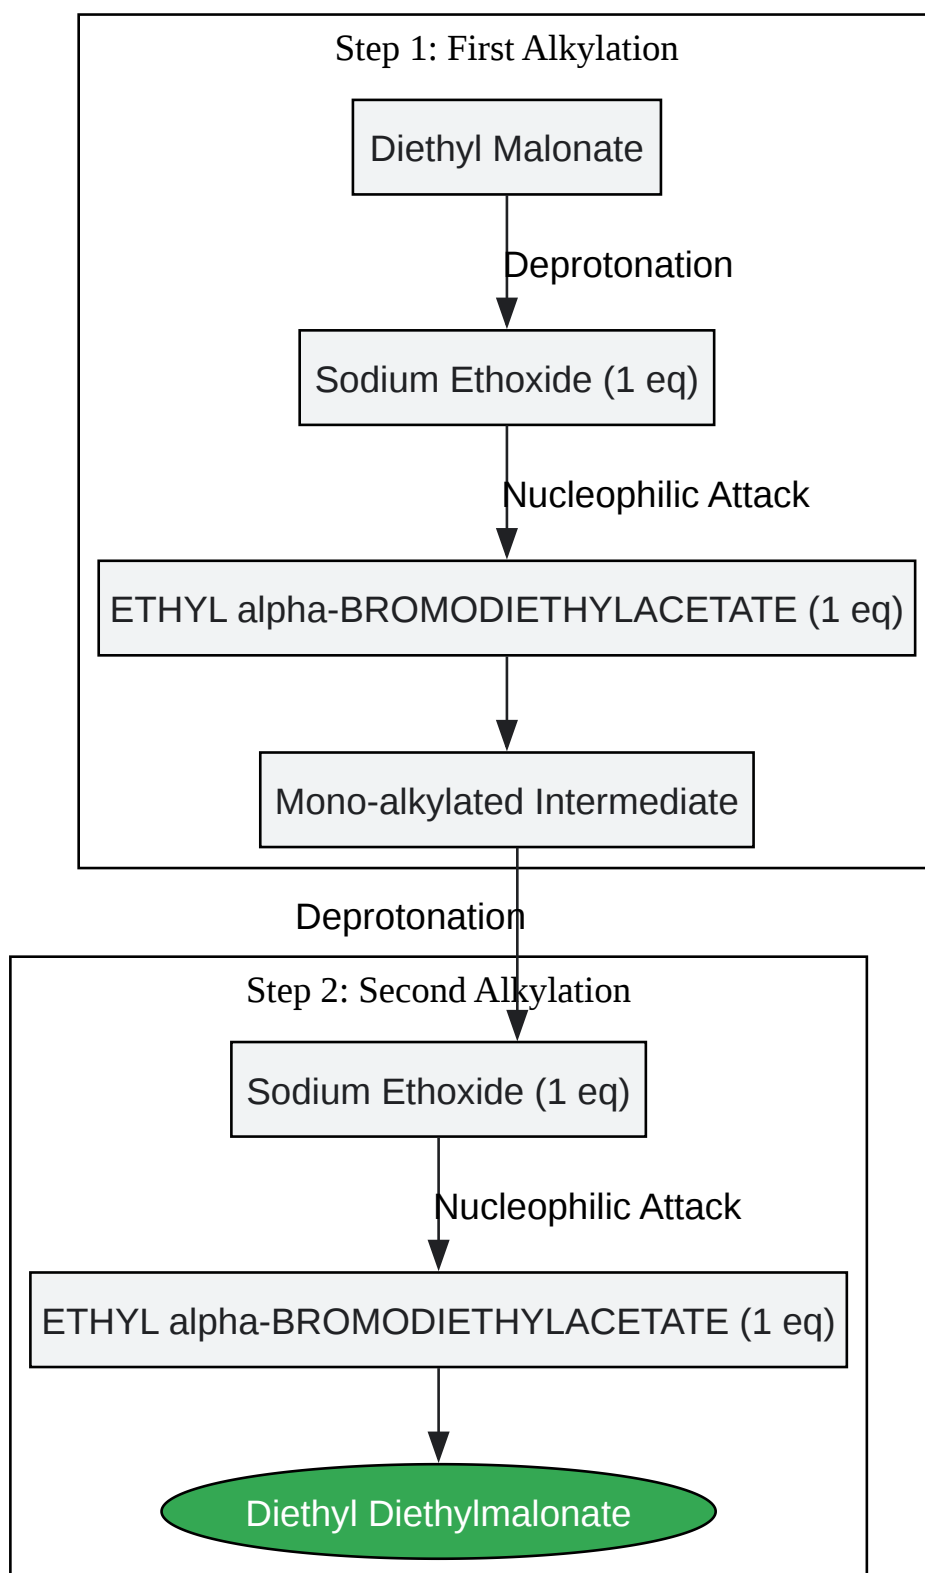 Step 1: First Alkylation
Diethyl Malonate
Deprotonation
Sodium Ethoxide (1 eq)
Nucleophilic Attack
ETHYL alpha-BROMODIETHYLACETATE (1 eq)
Mono-alkylated Intermediate
Deprotonation
Step 2: Second Alkylation
Sodium Ethoxide (1 eq)
Nucleophilic Attack
ETHYL alpha-BROMODIETHYLACETATE (1 eq)
Diethyl Diethylmalonate